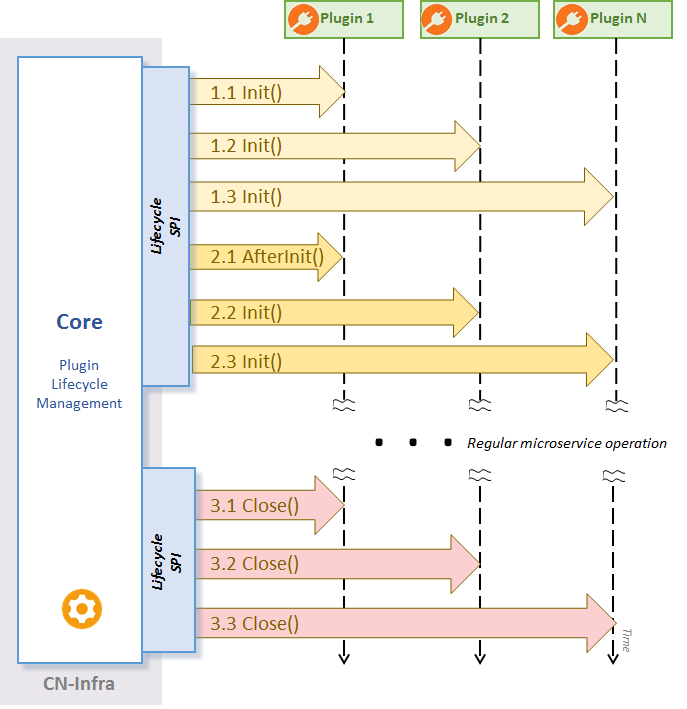 Plugin 1
Plugin 2
Plugin N
1.1 Init()
1.2 Init()
1.3 Init()
Lifecycle
SPI
2.1 AfterInit()
2.2 Init()
2.3 Init()
Core
Plugin
Lifecycle
Management
Regular microservice operation
3.1 Close()
3.2 Close()
3.3 Close()
Lifecycle
SPI
Time
CN-Infra